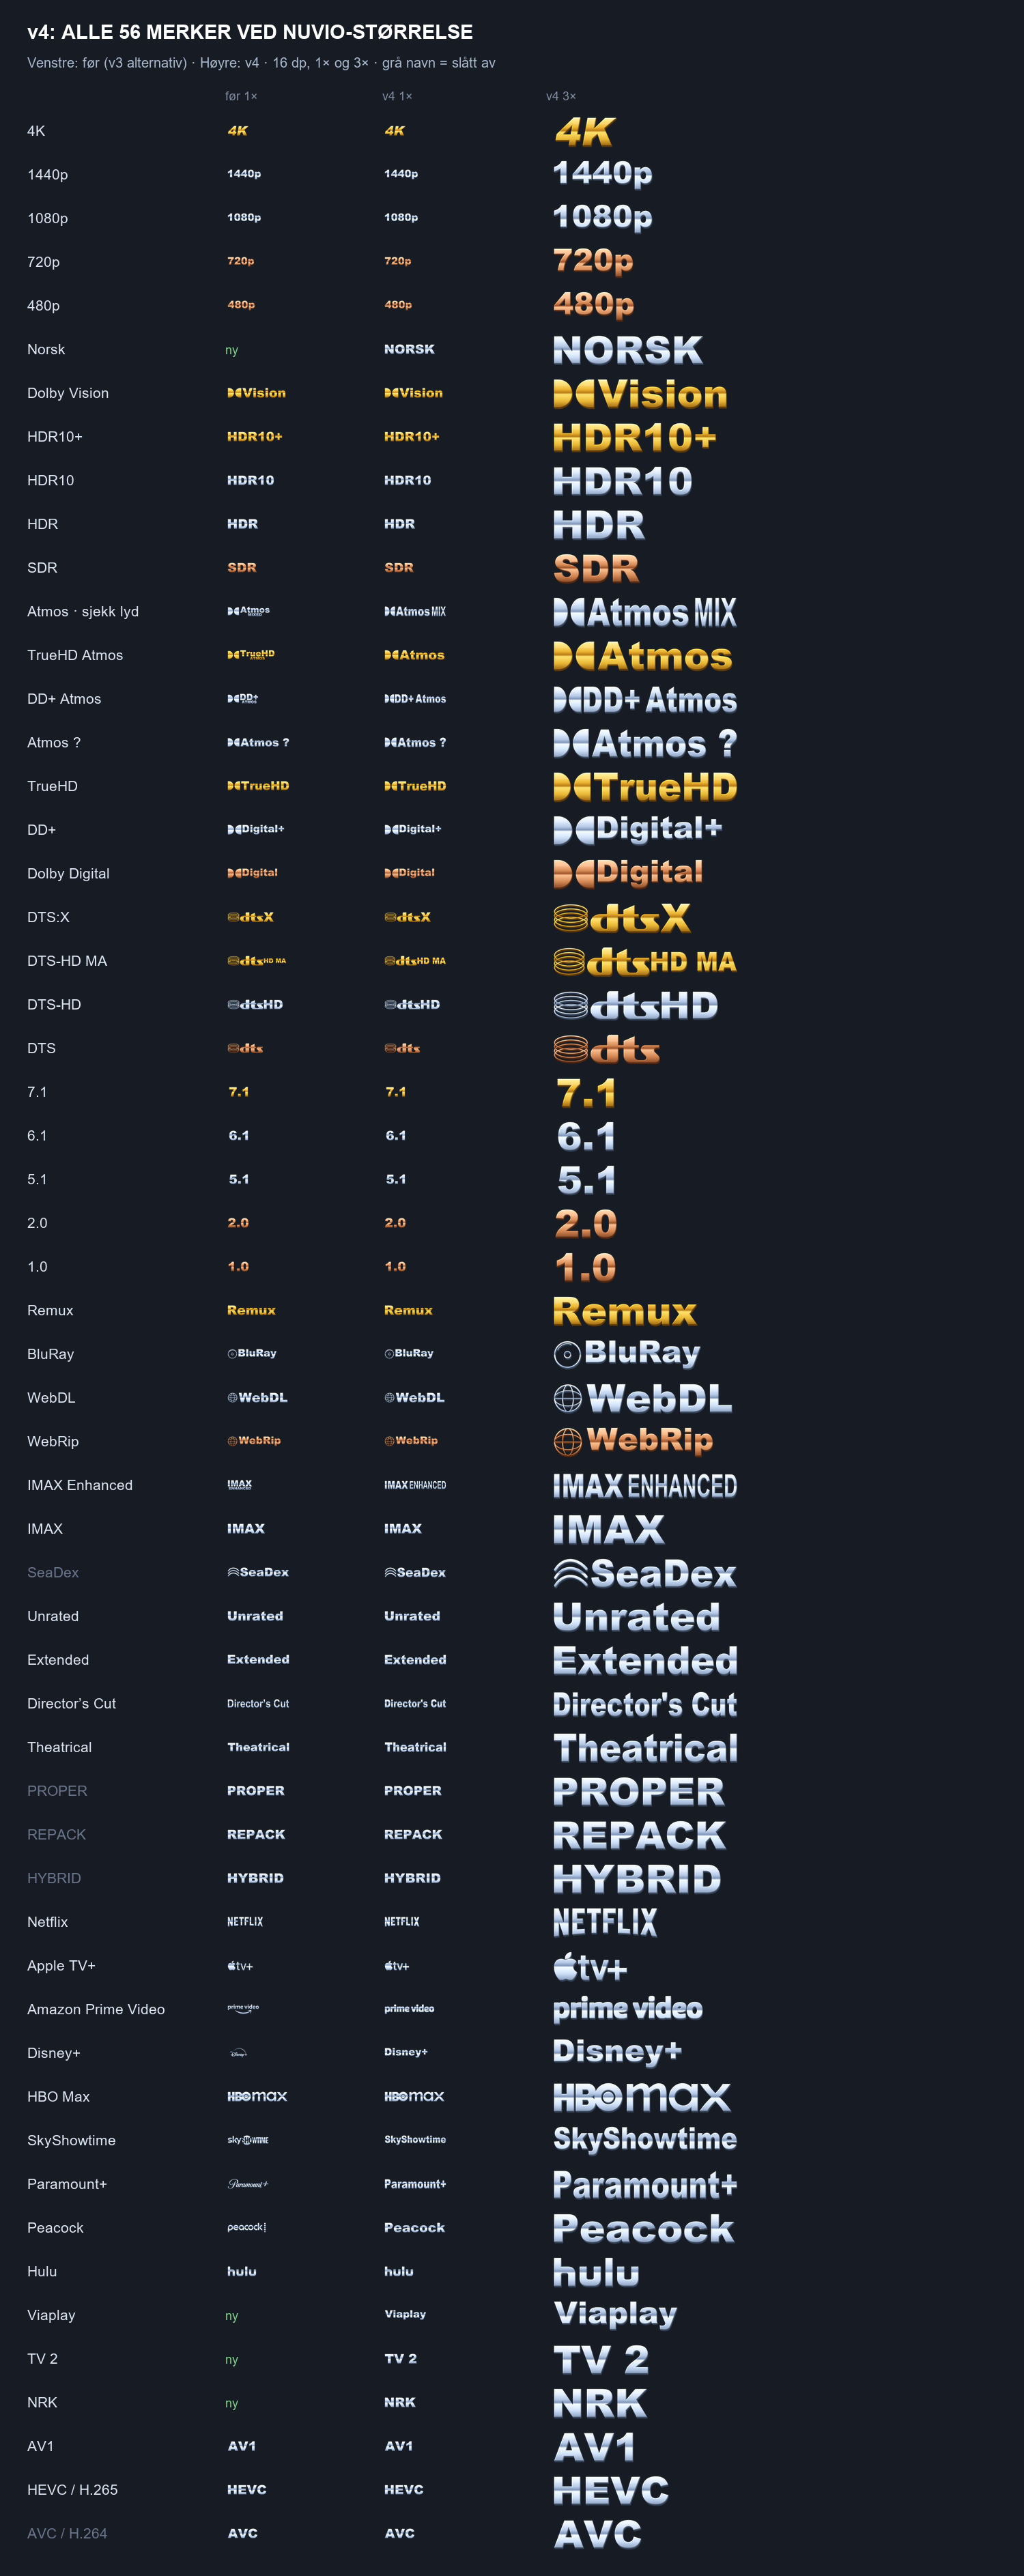 v4: ALLE 56 MERKER VED NUVIO-STØRRELSE
Venstre: før (v3 alternativ) · Høyre: v4 · 16 dp, 1× og 3× · grå navn = slått av
før 1× v4 1× v4 3×
4K 4K 4K 4K
1440p 1440p 1440p 1440p
1080p 1080p 1080p 1080p
720p 720p 720p 720p
480p 480p 480p 480p
Norsk ny NORSK NORSK
Dolby Vision Vision Vision Vision
HDR10+ HDR10+ HDR10+ HDR10+
HDR10 HDR10 HDR10 HDR10
HDR HDR HDR HDR
SDR SDR SDR SDR
Atmos · sjekk lyd Atmos MIXED Atmos MIX Atmos MIX
TrueHD Atmos TrueHD ATMOS Atmos Atmos
DD+ Atmos DD+ ATMOS DD+ Atmos DD+ Atmos
Atmos ? Atmos ? Atmos ? Atmos ?
TrueHD TrueHD TrueHD TrueHD
DD+ Digital+ Digital+ Digital+
Dolby Digital Digital Digital Digital
DTS:X dtsX dtsX dtsX
DTS-HD MA dtsHD MA dtsHD MA dtsHD MA
DTS-HD dtsHD dtsHD dtsHD
DTS dts dts dts
7.1 7.1 7.1 7.1
6.1 6.1 6.1 6.1
5.1 5.1 5.1 5.1
2.0 2.0 2.0 2.0
1.0 1.0 1.0 1.0
Remux Remux Remux Remux
BluRay BluRay BluRay BluRay
WebDL WebDL WebDL WebDL
WebRip WebRip WebRip WebRip
IMAX Enhanced IMAX ENHANCED IMAX ENHANCED IMAX ENHANCED
IMAX IMAX IMAX IMAX
SeaDex SeaDex SeaDex SeaDex
Unrated Unrated Unrated Unrated
Extended Extended Extended Extended
Director's Cut Director's Cut Director's Cut Director's Cut
Theatrical Theatrical Theatrical Theatrical
PROPER PROPER PROPER PROPER
REPACK REPACK REPACK REPACK
HYBRID HYBRID HYBRID HYBRID
Netflix NETFLIX NETFLIX NETFLIX
Apple TV+ tv+ tv+ tv+
Amazon Prime Video prime video prime video prime video
Disney+ Disney+ Disney+ Disney+
HBO Max HBOmax HBOmax HBOmax
SkyShowtime skySHOWTIME SkyShowtime SkyShowtime
Paramount+ Paramount+ Paramount+ Paramount+
Peacock peacock Peacock Peacock
Hulu hulu hulu hulu
Viaplay ny Viaplay Viaplay
TV 2 ny TV 2 TV 2
NRK ny NRK NRK
AV1 AV1 AV1 AV1
HEVC / H.265 HEVC HEVC HEVC
AVC / H.264 AVC AVC AVC